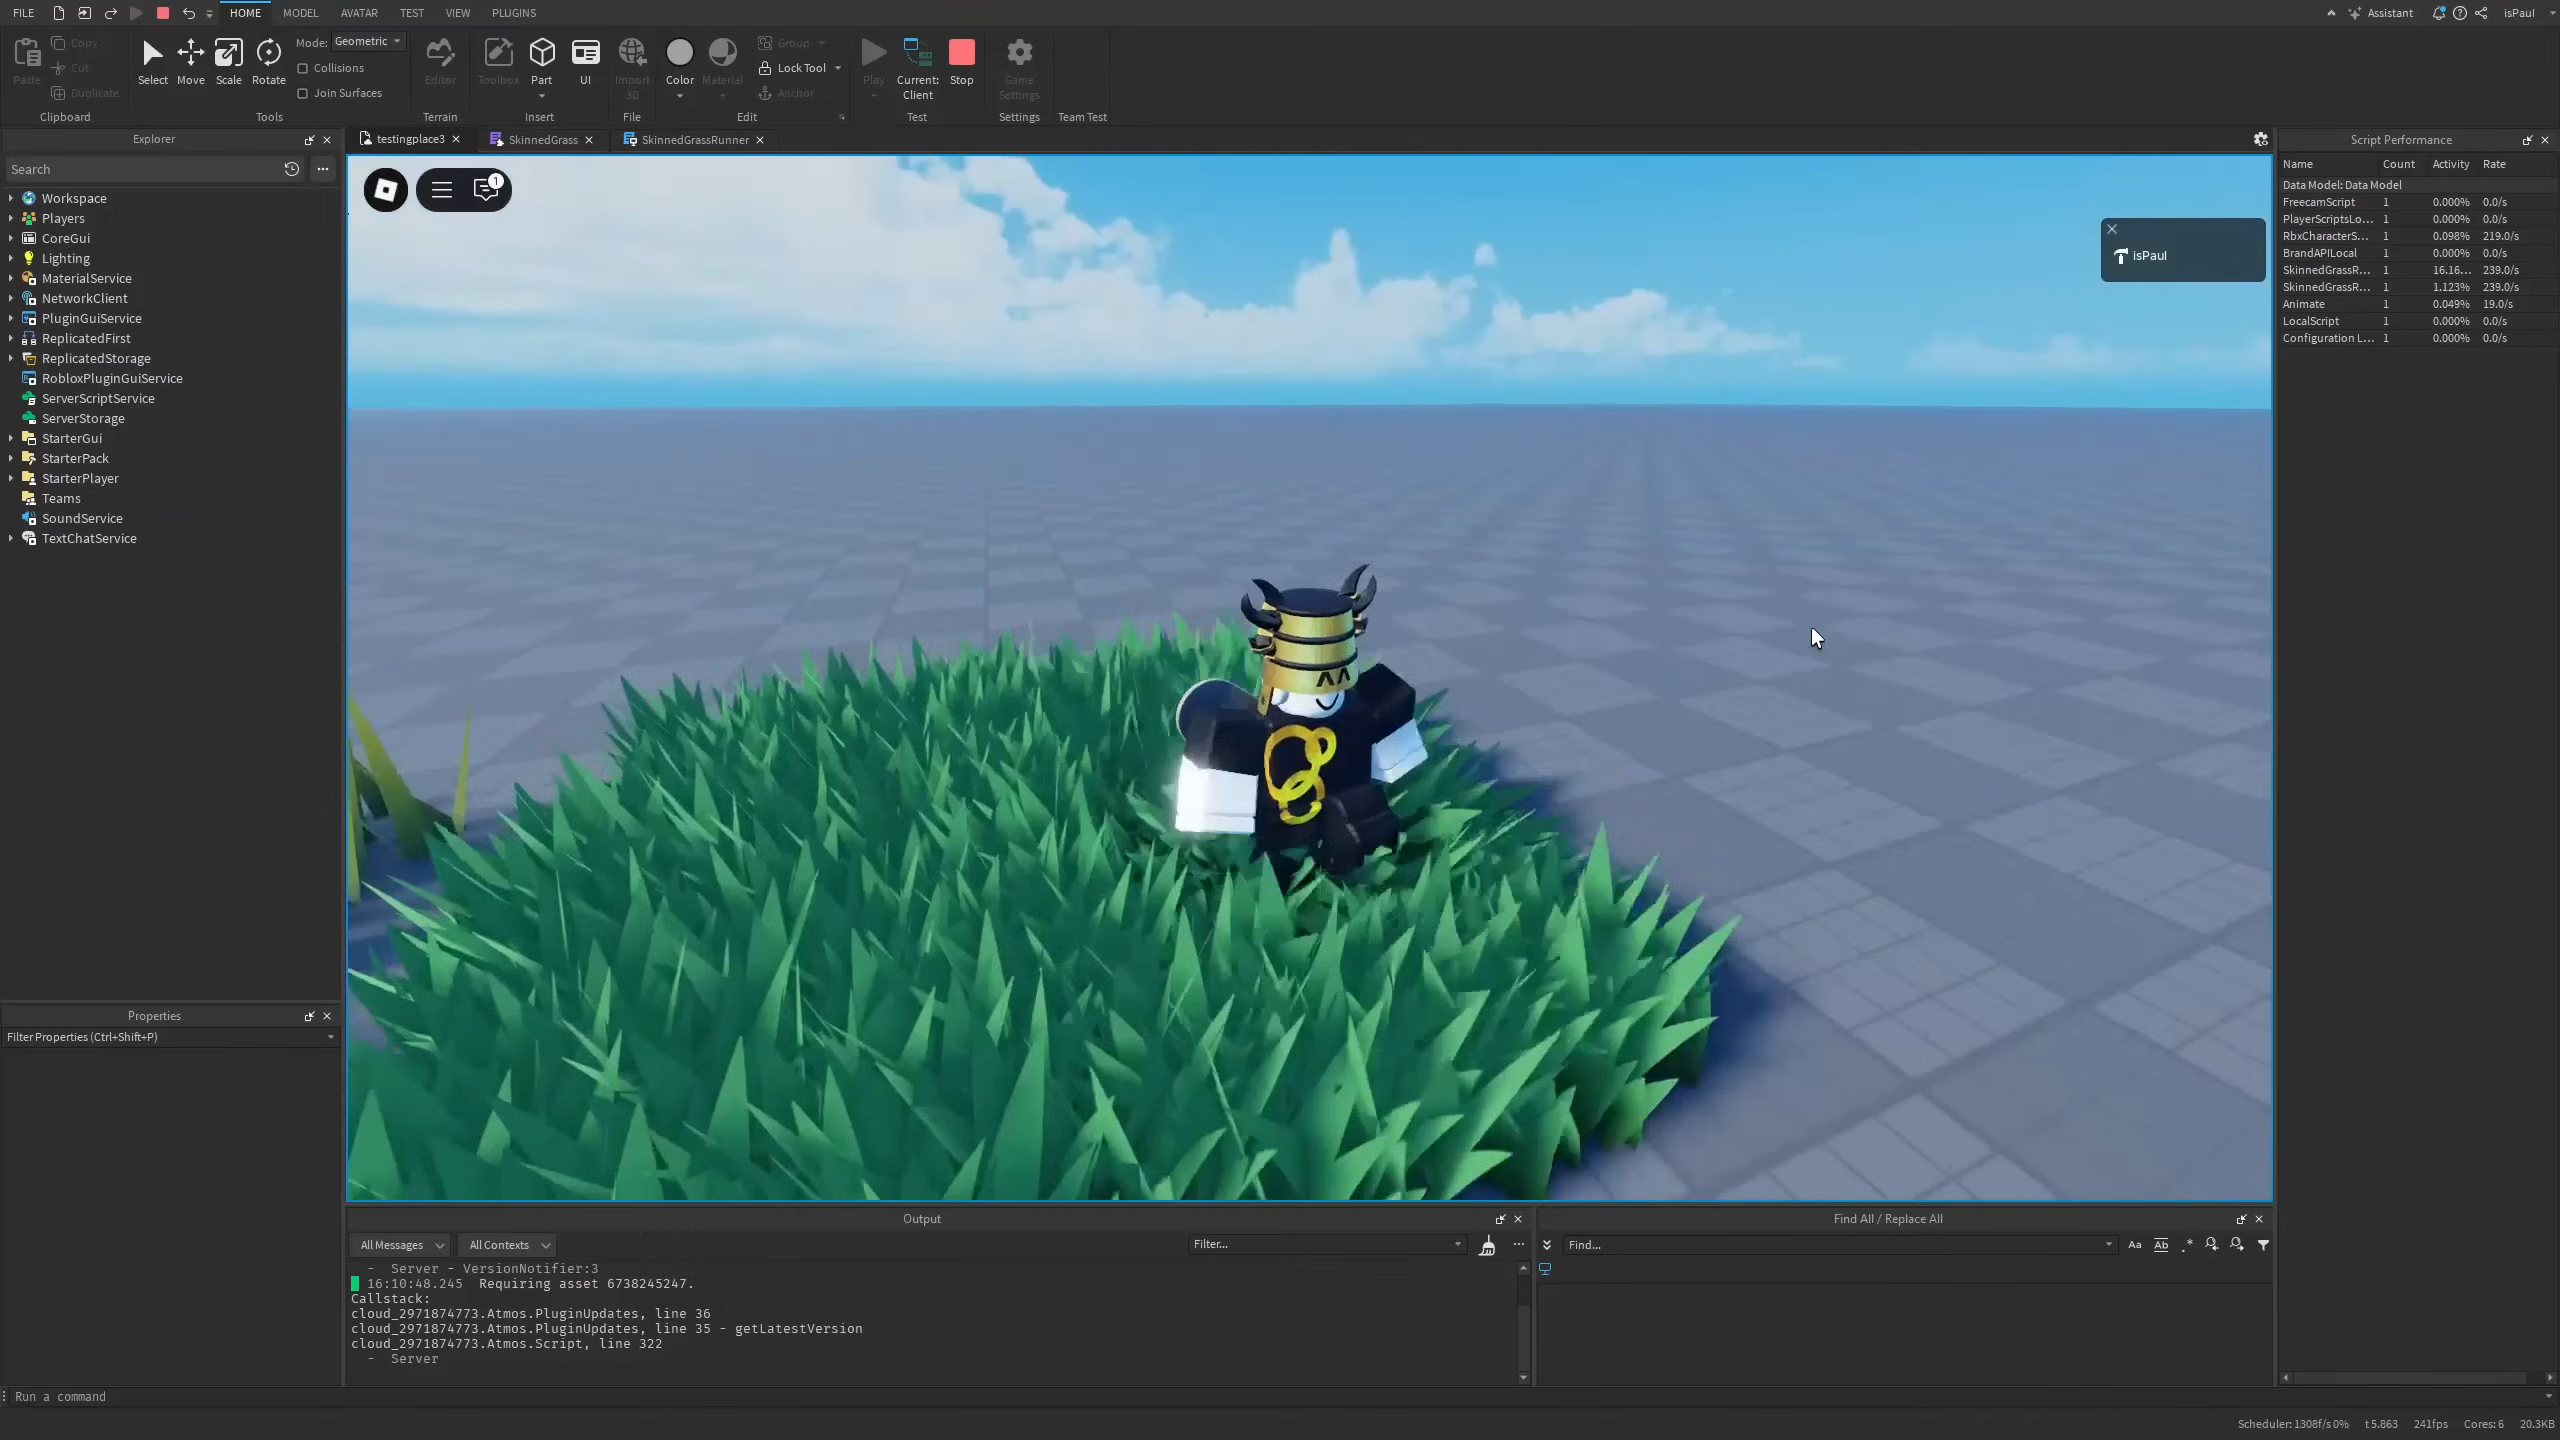 FILE HOME MODEL AVATAR TEST VIEW PLUGINS Assistant isPaul
Paste Copy Cut Duplicate Clipboard
Select Move Scale Rotate Mode: Geometric Collisions Join Surfaces Tools
Editor Terrain
Toolbox Part UI Insert
Import 3D File
Color Material Group Lock Tool Anchor Edit
Play Current: Client Stop Test
Game Settings Settings
Team Test
Explorer
Search
Workspace
Players
CoreGui
Lighting
MaterialService
NetworkClient
PluginGuiService
ReplicatedFirst
ReplicatedStorage
RobloxPluginGuiService
ServerScriptService
ServerStorage
StarterGui
StarterPack
StarterPlayer
Teams
SoundService
TextChatService
Properties
Filter Properties (Ctrl+Shift+P)
testingplace3 SkinnedGrass SkinnedGrassRunner
1
isPaul
Script Performance
Name Count Activity Rate
Data Model: Data Model
FreecamScript 1 0.000% 0.0/s
PlayerScriptsLo... 1 0.000% 0.0/s
RbxCharacterS... 1 0.098% 219.0/s
BrandAPILocal 1 0.000% 0.0/s
SkinnedGrassR... 1 16.16... 239.0/s
SkinnedGrassR... 1 1.123% 239.0/s
Animate 1 0.049% 19.0/s
LocalScript 1 0.000% 0.0/s
Configuration L... 1 0.000% 0.0/s
Output
All Messages All Contexts Filter...
- Server - VersionNotifier:3
16:10:48.245 Requiring asset 6738245247.
Callstack:
cloud_2971874773.Atmos.PluginUpdates, line 36
cloud_2971874773.Atmos.PluginUpdates, line 35 - getLatestVersion
cloud_2971874773.Atmos.Script, line 322
- Server
Find All / Replace All
Find... Aa Ab .*
Run a command
Scheduler: 1308f/s 0% t 5.863 241fps Cores: 6 20.3KB